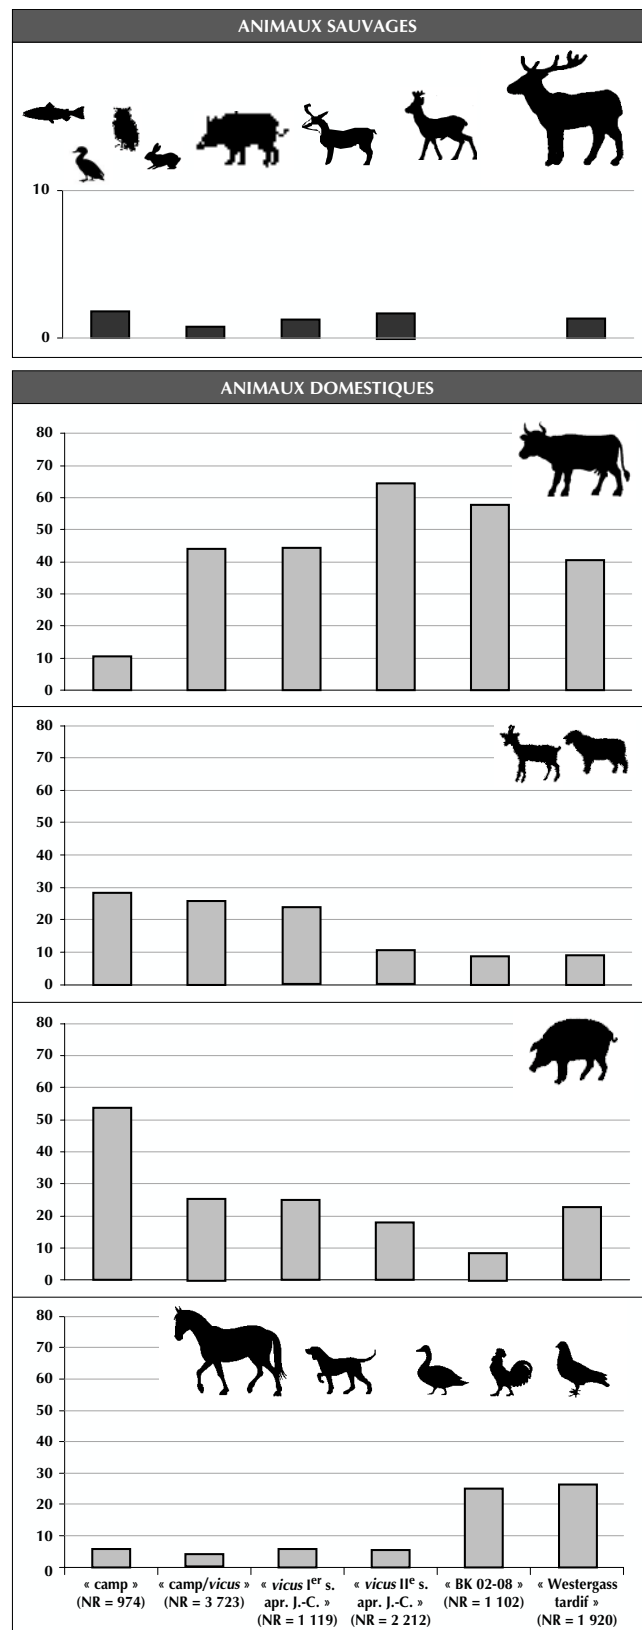 ANIMAUX SAUVAGES
10
0
ANIMAUX DOMESTIQUES
80
70
60
50
40
30
20
10
0
80
70
60
50
40
30
20
10
0
80
70
60
50
40
30
20
10
0
80
70
60
50
40
30
20
10
0
« camp »
(NR = 974)
« camp/vicus »
(NR = 3 723)
« vicus Ier s.
apr. J.-C. »
(NR = 1 119)
« vicus IIe s.
apr. J.-C. »
(NR = 2 212)
« BK 02-08 »
(NR = 1 102)
« Westergass
tardif »
(NR = 1 920)